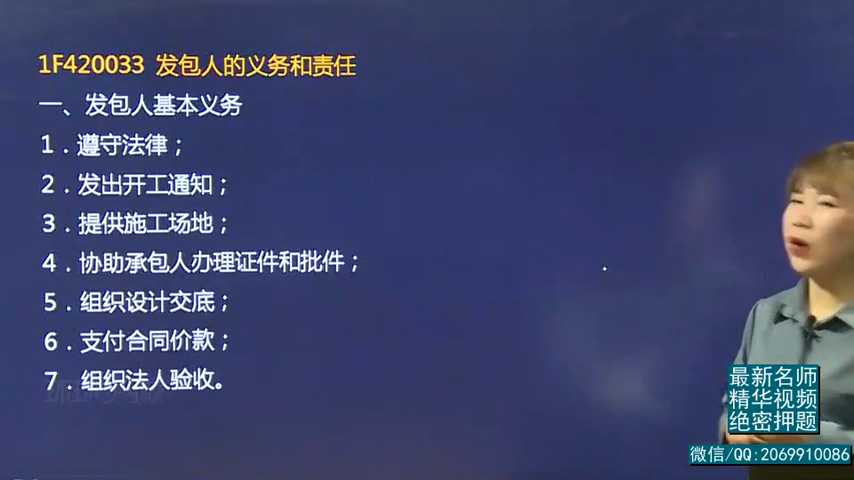 1F420033 发包人的义务和责任
一、发包人基本义务
1．遵守法律；
2．发出开工通知；
3．提供施工场地；
4．协助承包人办理证件和批件；
5．组织设计交底；
6．支付合同价款；
7．组织法人验收。
最新名师
精华视频
绝密押题
微信/QQ:2069910086